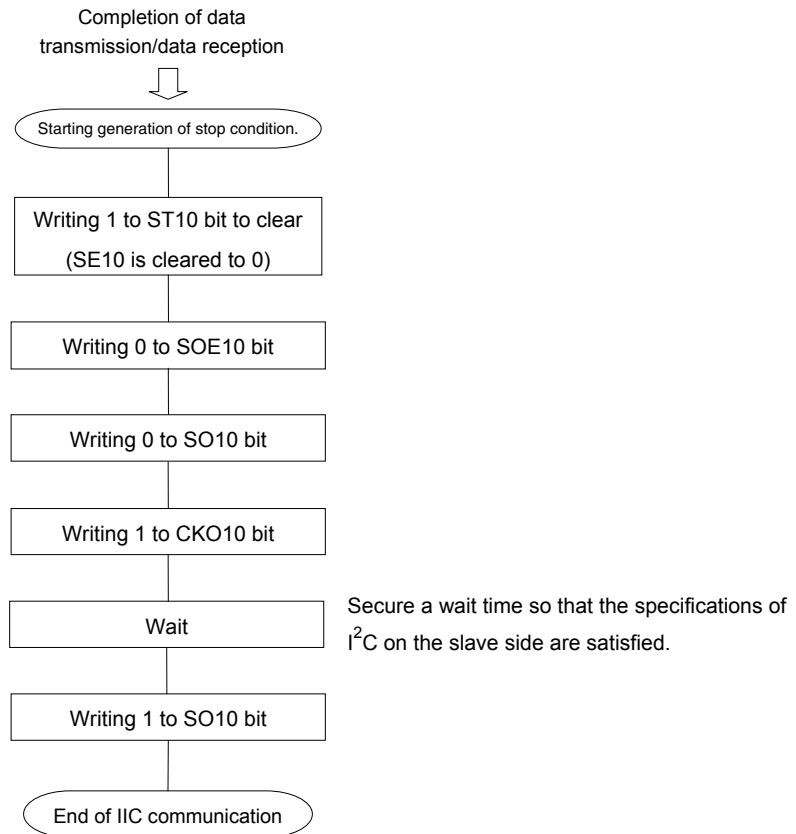 Completion of data
transmission/data reception
Starting generation of stop condition.
Writing 1 to ST10 bit to clear
(SE10 is cleared to 0)
Writing 0 to SOE10 bit
Writing 0 to SO10 bit
Writing 1 to CKO10 bit
Wait
Secure a wait time so that the specifications of
I²C on the slave side are satisfied.
Writing 1 to SO10 bit
End of IIC communication